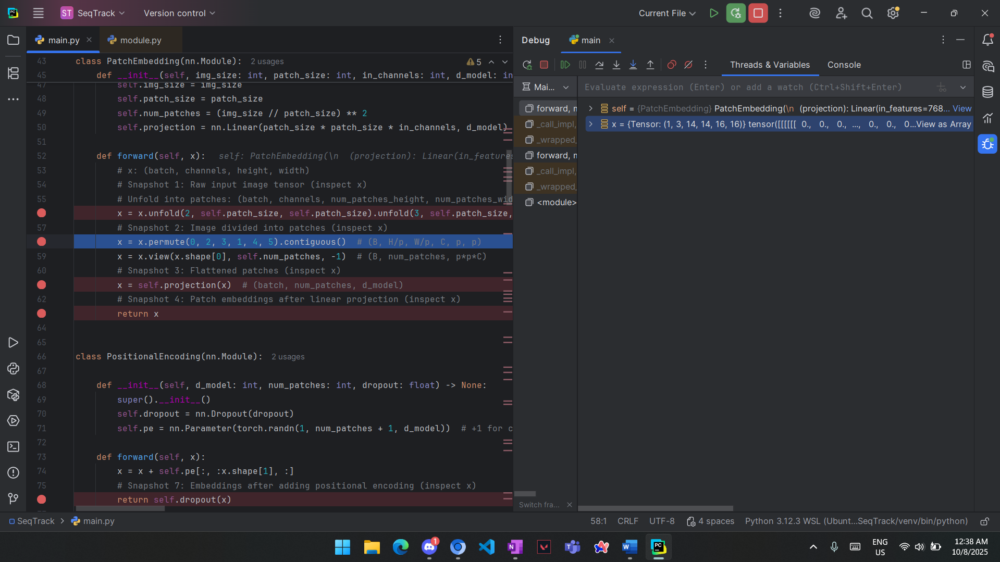 ST SeqTrack Version control Current File
main.py module.py
43 class PatchEmbedding(nn.Module): 2 usages 5
45 def __init__(self, img_size: int, patch_size: int, in_channels: int, d_model: in
47 self.img_size = img_size
48 self.patch_size = patch_size
49 self.num_patches = (img_size // patch_size) ** 2
50 self.projection = nn.Linear(patch_size * patch_size * in_channels, d_model)
51
52 def forward(self, x): self: PatchEmbedding(\n (projection): Linear(in_features
53 # x: (batch, channels, height, width)
54 # Snapshot 1: Raw input image tensor (inspect x)
55 # Unfold into patches: (batch, channels, num_patches_height, num_patches_wid
x = x.unfold(2, self.patch_size, self.patch_size).unfold(3, self.patch_size,
57 # Snapshot 2: Image divided into patches (inspect x)
x = x.permute(0, 2, 3, 1, 4, 5).contiguous() # (B, H/p, W/p, C, p, p)
59 x = x.view(x.shape[0], self.num_patches, -1) # (B, num_patches, p*p*C)
60 # Snapshot 3: Flattened patches (inspect x)
x = self.projection(x) # (batch, num_patches, d_model)
62 # Snapshot 4: Patch embeddings after linear projection (inspect x)
return x
64
65
66 class PositionalEncoding(nn.Module): 2 usages
67
68 def __init__(self, d_model: int, num_patches: int, dropout: float) -> None:
69 super().__init__()
70 self.dropout = nn.Dropout(dropout)
71 self.pe = nn.Parameter(torch.randn(1, num_patches + 1, d_model)) # +1 for c
72
73 def forward(self, x):
74 x = x + self.pe[:, :x.shape[1], :]
75 # Snapshot 7: Embeddings after adding positional encoding (inspect x)
return self.dropout(x)
Debug main
Threads & Variables Console
Mai... Evaluate expression (Enter) or add a watch (Ctrl+Shift+Enter)
forward, m
_call_impl,
_wrapped_
forward, m
_call_impl,
_wrapped_
<module>
self = {PatchEmbedding} PatchEmbedding(\n (projection): Linear(in_features=768... View
x = {Tensor: (1, 3, 14, 14, 16, 16)} tensor([[[[[[ 0., 0., 0., ..., 0., 0., 0...View as Array
Switch fra...
SeqTrack main.py 58:1 CRLF UTF-8 4 spaces Python 3.12.3 WSL (Ubunt...SeqTrack/venv/bin/python)
1
ENG
US
12:38 AM
10/8/2025